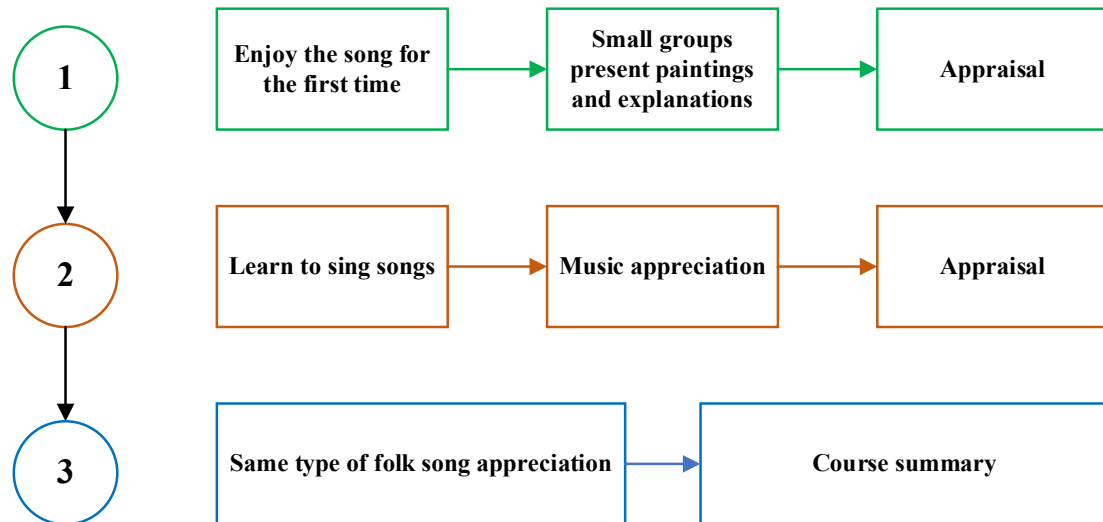 1
Enjoy the song for
the first time
Small groups
present paintings
and explanations
Appraisal
2
Learn to sing songs
Music appreciation
Appraisal
3
Same type of folk song appreciation
Course summary